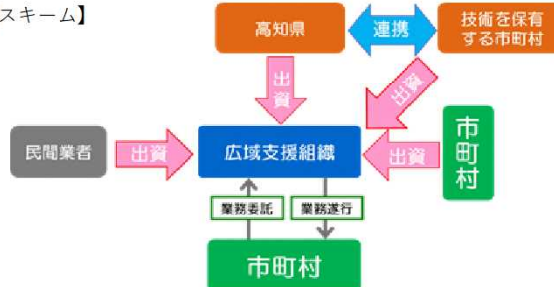 スキーム】
高知県
連携
技術を保有
する市町村
出資
出資
民間業者
出資
広域支援組織
出資
市町村
業務委託
業務遂行
市町村